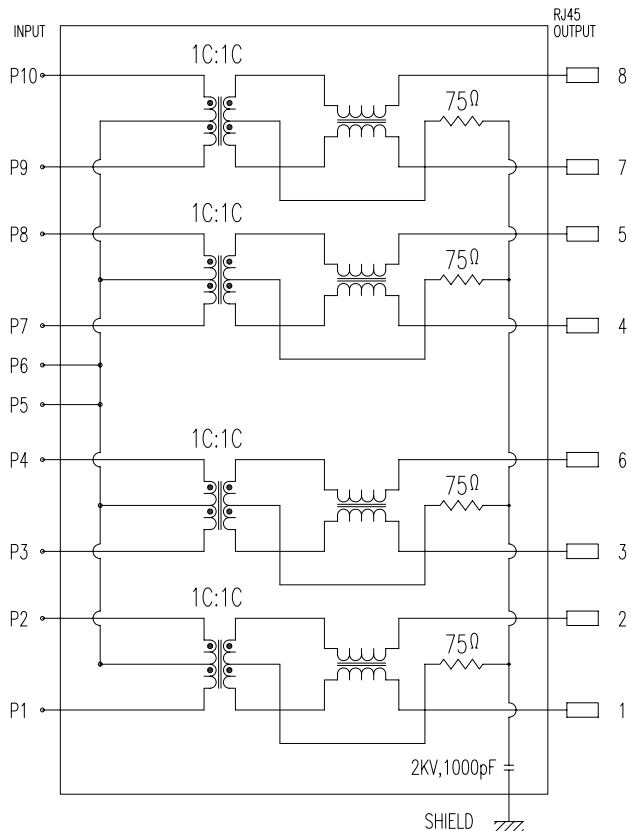 INPUT
RJ45
OUTPUT
1C:1C
P10
75Ω
8
P9
7
1C:1C
P8
75Ω
5
P7
4
P6
P5
1C:1C
P4
75Ω
6
P3
3
1C:1C
P2
75Ω
2
P1
1
2KV,1000pF
SHIELD